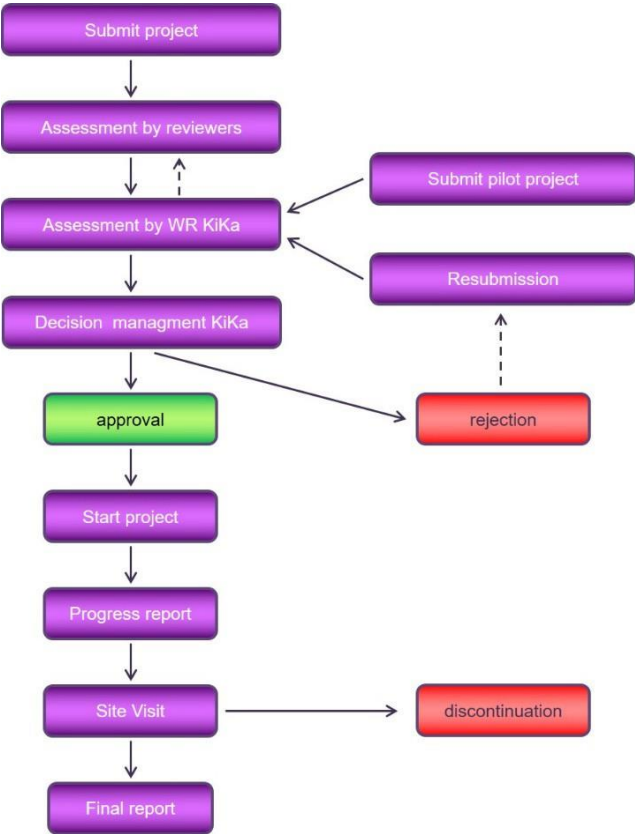 Submit project
Assessment by reviewers
Submit pilot project
Assessment by WR KiKa
Resubmission
Decision managment KiKa
approval
rejection
Start project
Progress report
Site Visit
discontinuation
Final report